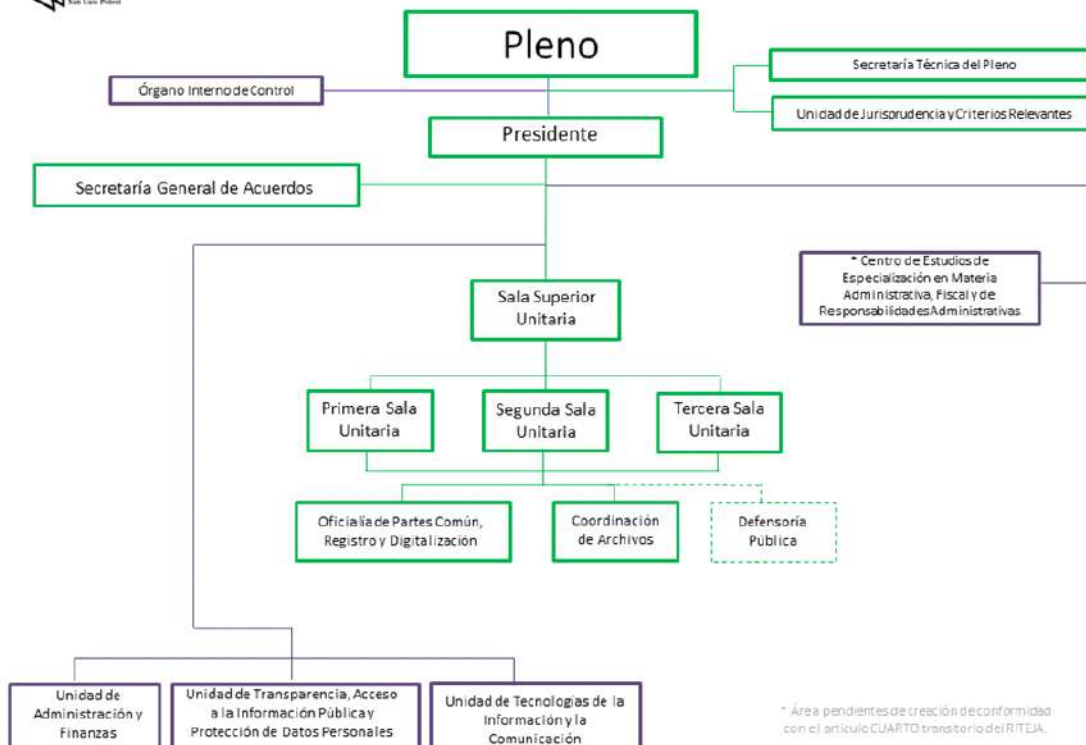 San Luis Potosí
Pleno
Órgano Interno de Control
Secretaría Técnica del Pleno
Unidad de Jurisprudencia y Criterios Relevantes
Presidente
Secretaría General de Acuerdos
* Centro de Estudios de
Especialización en Materia
Administrativa, Fiscal y de
Responsabilidades Administrativas
Sala Superior
Unitaria
Primera Sala
Unitaria
Segunda Sala
Unitaria
Tercera Sala
Unitaria
Oficialía de Partes Común,
Registro y Digitalización
Coordinación
de Archivos
Defensoría
Pública
Unidad de
Administración y
Finanzas
Unidad de Transparencia, Acceso
a la Información Pública y
Protección de Datos Personales
Unidad de Tecnologías de la
Información y la
Comunicación
* Área pendientes de creación de conformidad
con el artículo CUARTO transitorio del RITEJA.